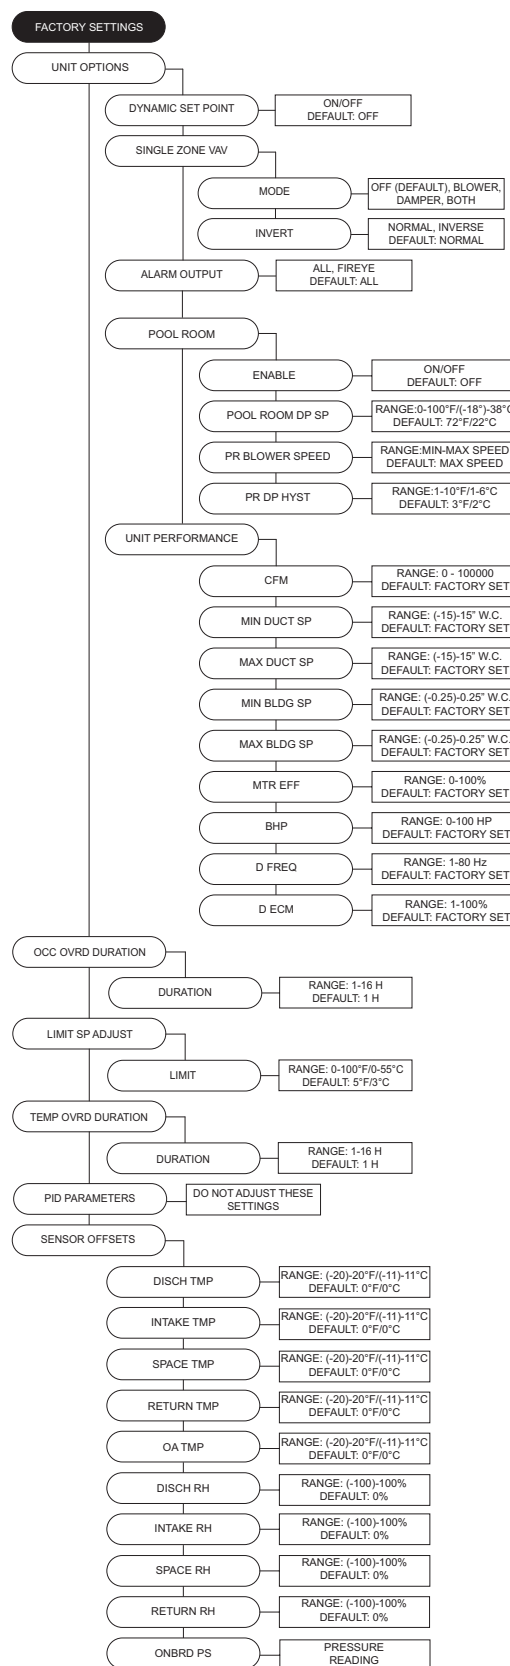 FACTORY SETTINGS
UNIT OPTIONS
DYNAMIC SET POINT
ON/OFF
DEFAULT: OFF
SINGLE ZONE VAV
MODE
OFF (DEFAULT), BLOWER,
DAMPER, BOTH
INVERT
NORMAL, INVERSE
DEFAULT: NORMAL
ALARM OUTPUT
ALL, FIREYE
DEFAULT: ALL
POOL ROOM
ENABLE
ON/OFF
DEFAULT: OFF
POOL ROOM DP SP
RANGE:0-100°F/(-18°)-38°C
DEFAULT: 72°F/22°C
PR BLOWER SPEED
RANGE:MIN-MAX SPEED
DEFAULT: MAX SPEED
PR DP HYST
RANGE:1-10°F/1-6°C
DEFAULT: 3°F/2°C
UNIT PERFORMANCE
CFM
RANGE: 0 - 100000
DEFAULT: FACTORY SET
MIN DUCT SP
RANGE: (-15)-15” W.C.
DEFAULT: FACTORY SET
MAX DUCT SP
RANGE: (-15)-15” W.C.
DEFAULT: FACTORY SET
MIN BLDG SP
RANGE: (-0.25)-0.25” W.C.
DEFAULT: FACTORY SET
MAX BLDG SP
RANGE: (-0.25)-0.25” W.C.
DEFAULT: FACTORY SET
MTR EFF
RANGE: 0-100%
DEFAULT: FACTORY SET
BHP
RANGE: 0-100 HP
DEFAULT: FACTORY SET
D FREQ
RANGE: 1-80 Hz
DEFAULT: FACTORY SET
D ECM
RANGE: 1-100%
DEFAULT: FACTORY SET
OCC OVRD DURATION
DURATION
RANGE: 1-16 H
DEFAULT: 1 H
LIMIT SP ADJUST
LIMIT
RANGE: 0-100°F/0-55°C
DEFAULT: 5°F/3°C
TEMP OVRD DURATION
DURATION
RANGE: 1-16 H
DEFAULT: 1 H
PID PARAMETERS
DO NOT ADJUST THESE
SETTINGS
SENSOR OFFSETS
DISCH TMP
RANGE: (-20)-20°F/(-11)-11°C
DEFAULT: 0°F/0°C
INTAKE TMP
RANGE: (-20)-20°F/(-11)-11°C
DEFAULT: 0°F/0°C
SPACE TMP
RANGE: (-20)-20°F/(-11)-11°C
DEFAULT: 0°F/0°C
RETURN TMP
RANGE: (-20)-20°F/(-11)-11°C
DEFAULT: 0°F/0°C
OA TMP
RANGE: (-20)-20°F/(-11)-11°C
DEFAULT: 0°F/0°C
DISCH RH
RANGE: (-100)-100%
DEFAULT: 0%
INTAKE RH
RANGE: (-100)-100%
DEFAULT: 0%
SPACE RH
RANGE: (-100)-100%
DEFAULT: 0%
RETURN RH
RANGE: (-100)-100%
DEFAULT: 0%
ONBRD PS
PRESSURE
READING